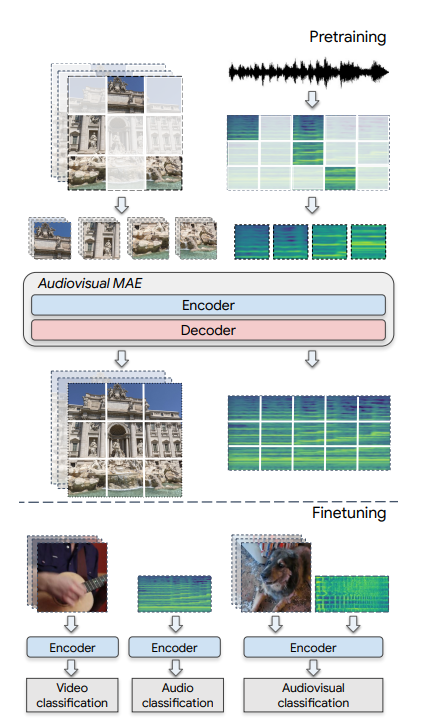 Pretraining
Audiovisual MAE
Encoder
Decoder
Finetuning
Encoder
Encoder
Encoder
Video
classification
Audio
classification
Audiovisual
classification